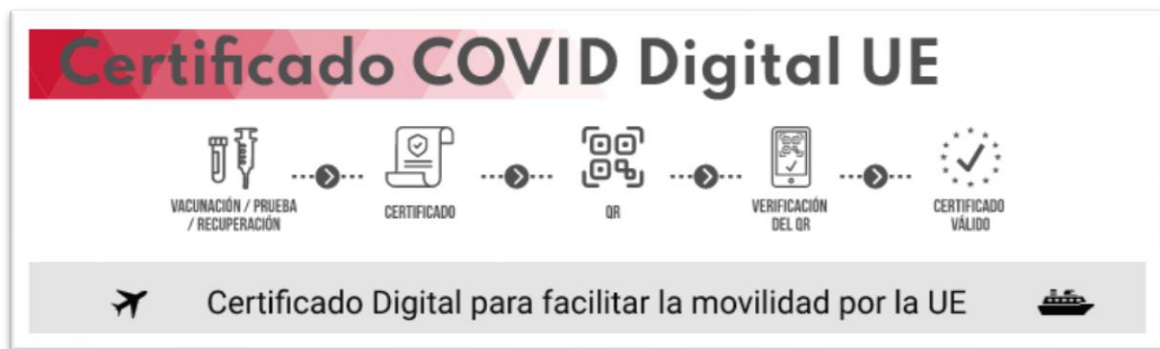 Certificado COVID Digital UE
VACUNACIÓN / PRUEBA
/ RECUPERACIÓN
CERTIFICADO
QR
VERIFICACIÓN
DEL QR
CERTIFICADO
VÁLIDO
Certificado Digital para facilitar la movilidad por la UE